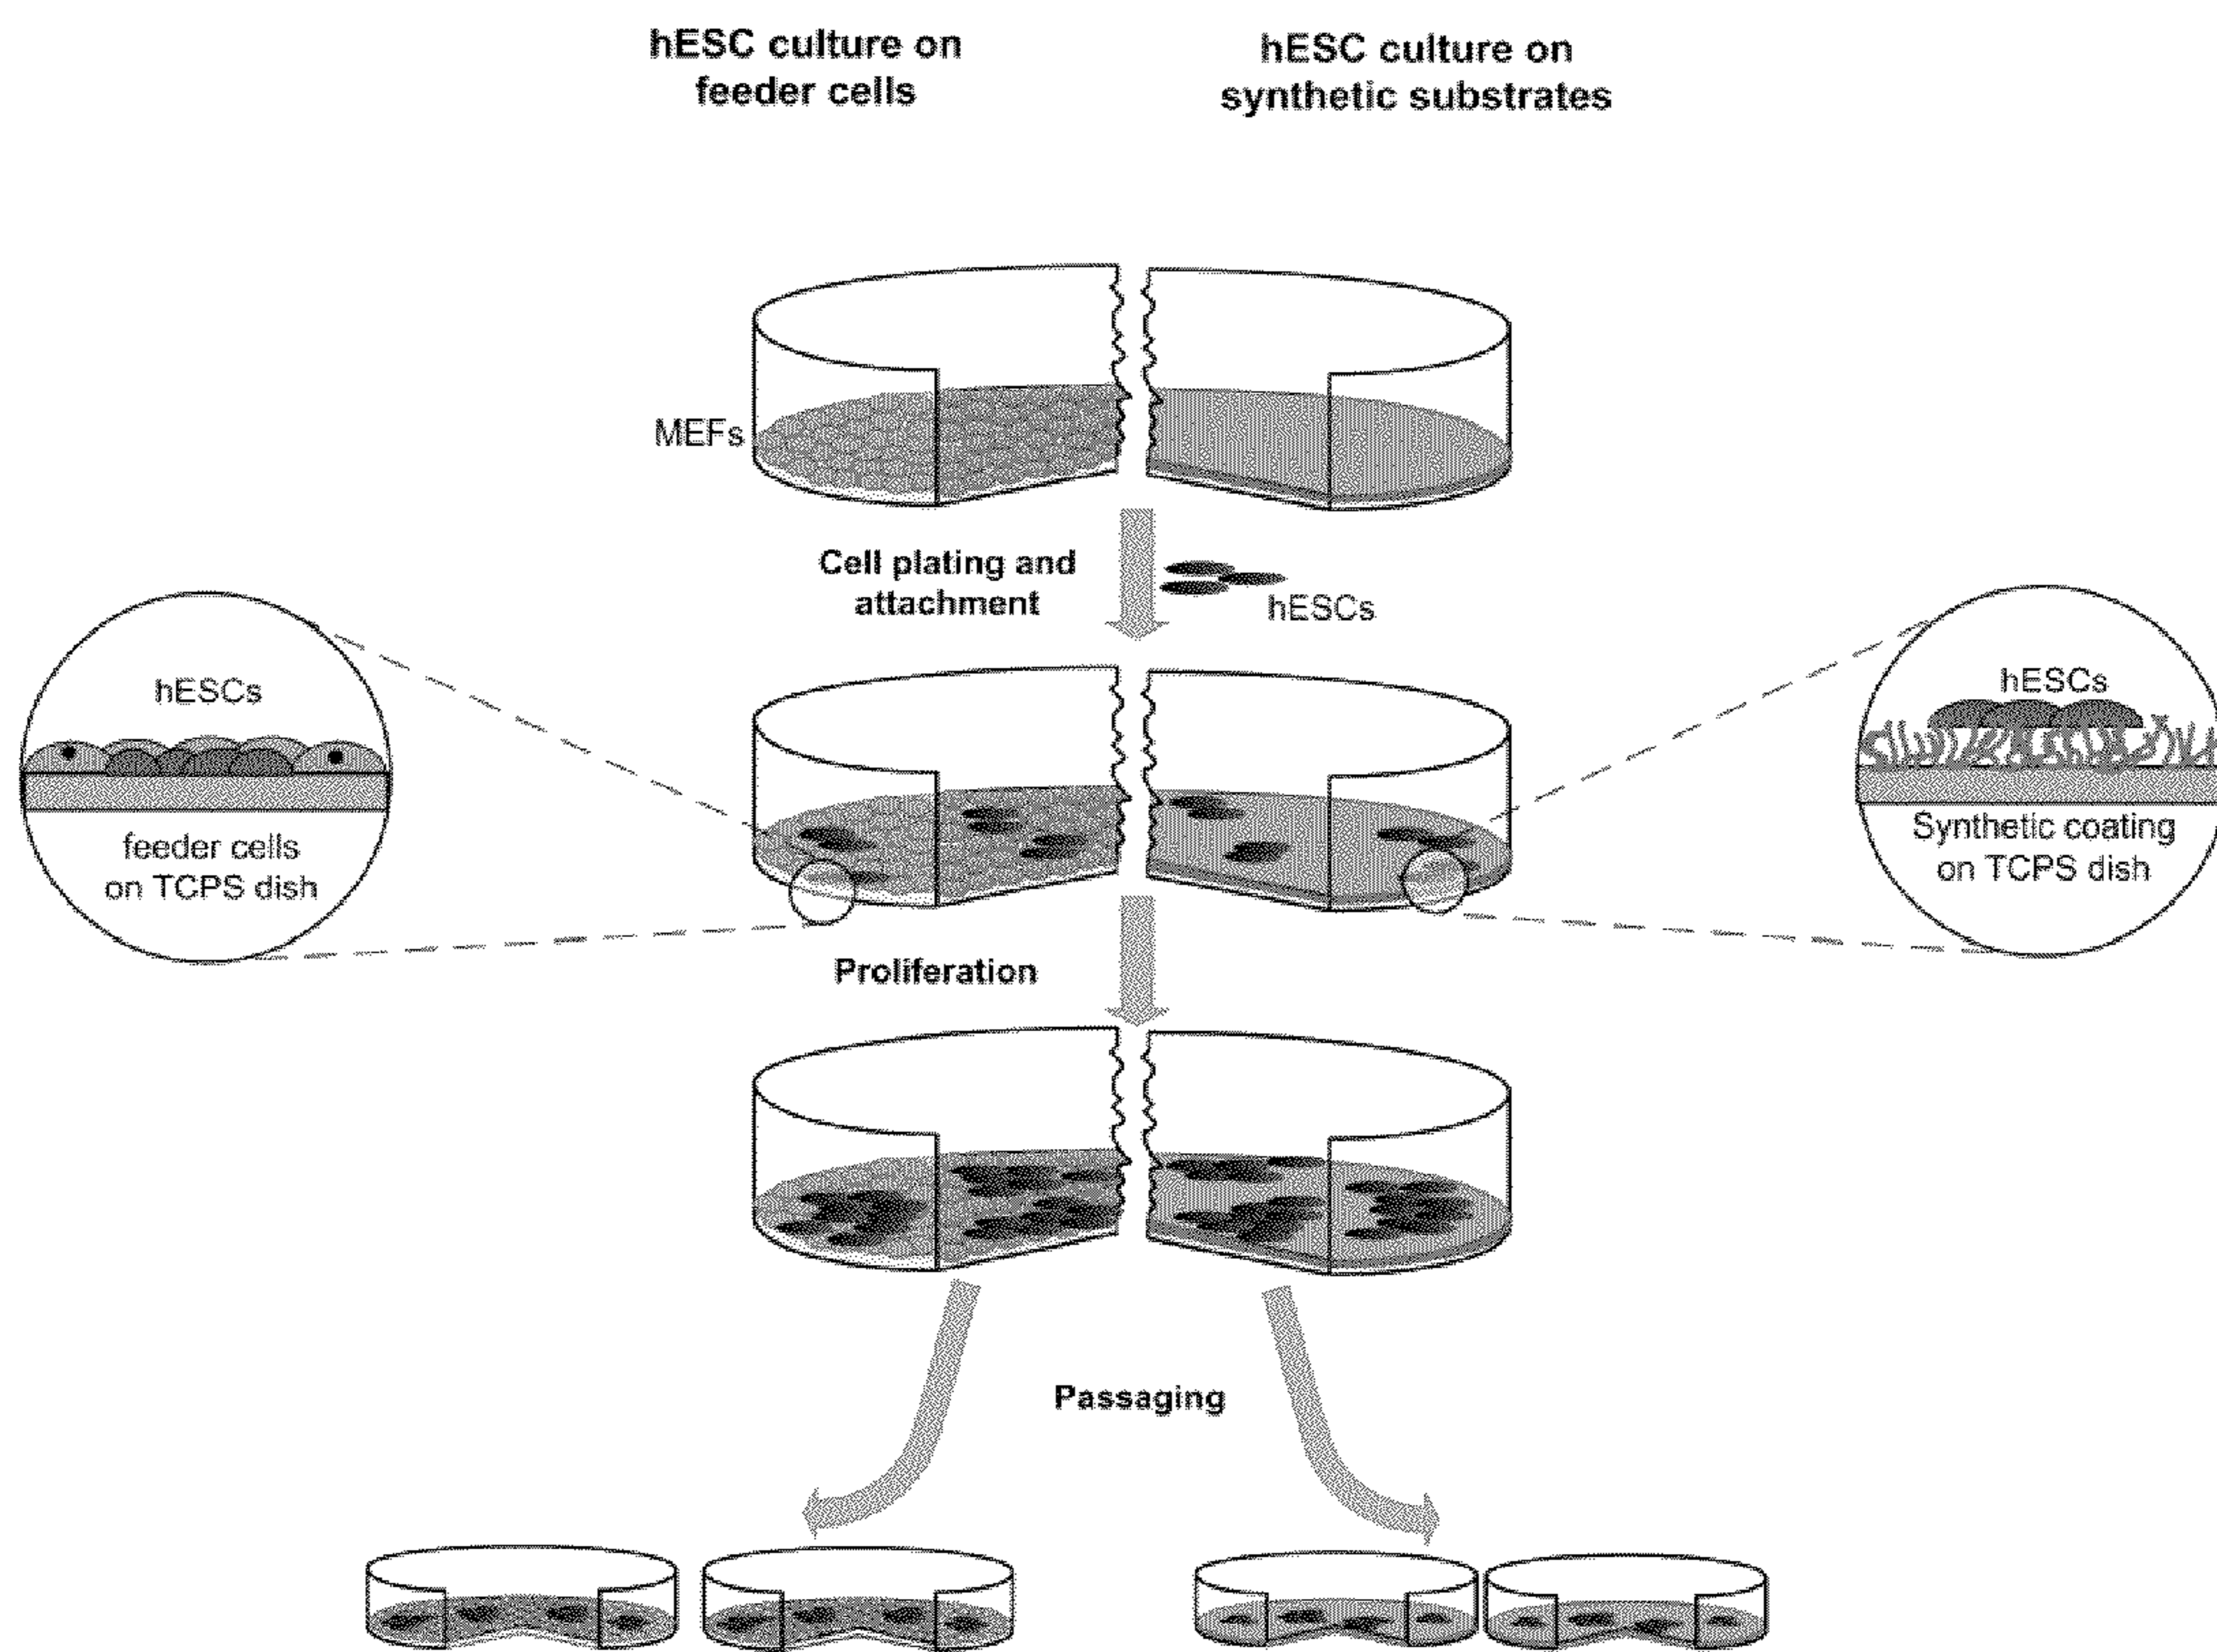 hESC culture on
feeder cells
hESC culture on
synthetic substrates
MEFs
Cell plating and
attachment
hESCs
hESCs
feeder cells
on TCPS dish
hESCs
Synthetic coating
on TCPS dish
Proliferation
Passaging